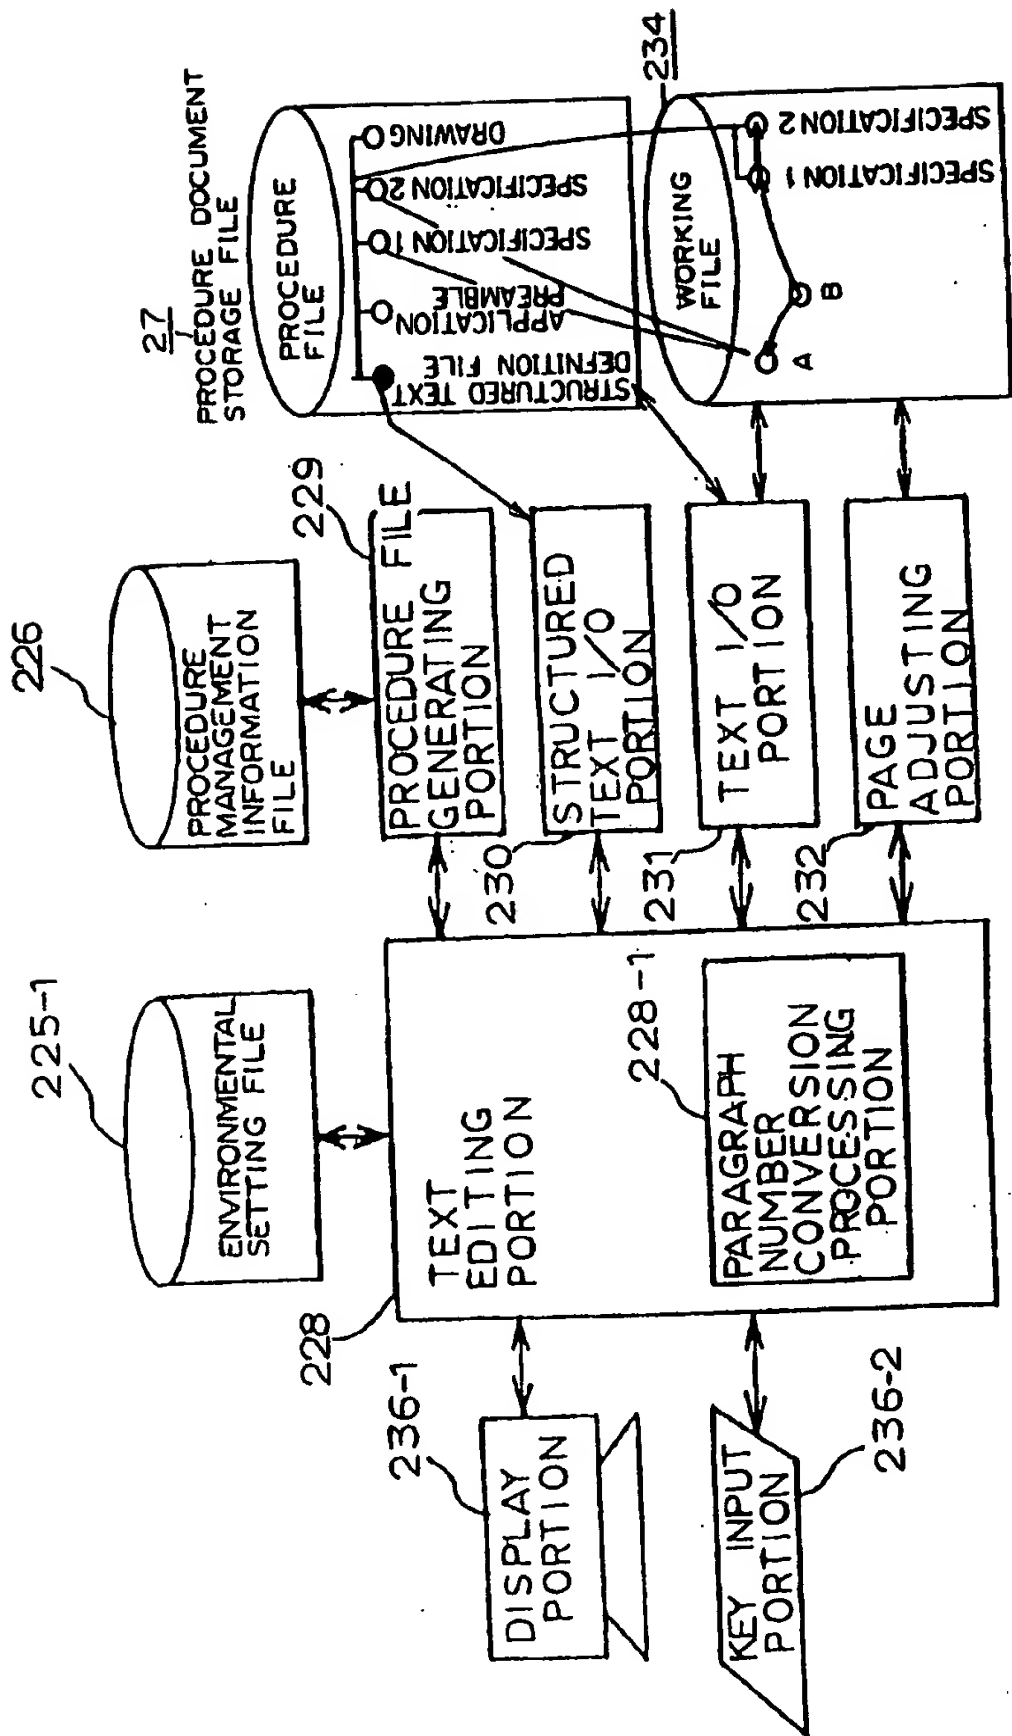 27
PROCEDURE DOCUMENT
STORAGE FILE
PROCEDURE
FILE
STRUCTURED TEXT
DEFINITION FILE
APPLICATION
PREAMBLE
SPECIFICATION 1
SPECIFICATION 2
DRAWING
234
WORKING
FILE
A
B
SPECIFICATION 1
SPECIFICATION 2
226
PROCEDURE
MANAGEMENT
INFORMATION
FILE
229
PROCEDURE FILE
GENERATING
PORTION
230
STRUCTURED
TEXT I/O
PORTION
231
TEXT I/O
PORTION
232
PAGE
ADJUSTING
PORTION
225-1
ENVIRONMENTAL
SETTING FILE
228
TEXT
EDITING
PORTION
228-1
PARAGRAPH
NUMBER
CONVERSION
PROCESSING
PORTION
236-1
DISPLAY
PORTION
236-2
KEY INPUT
PORTION